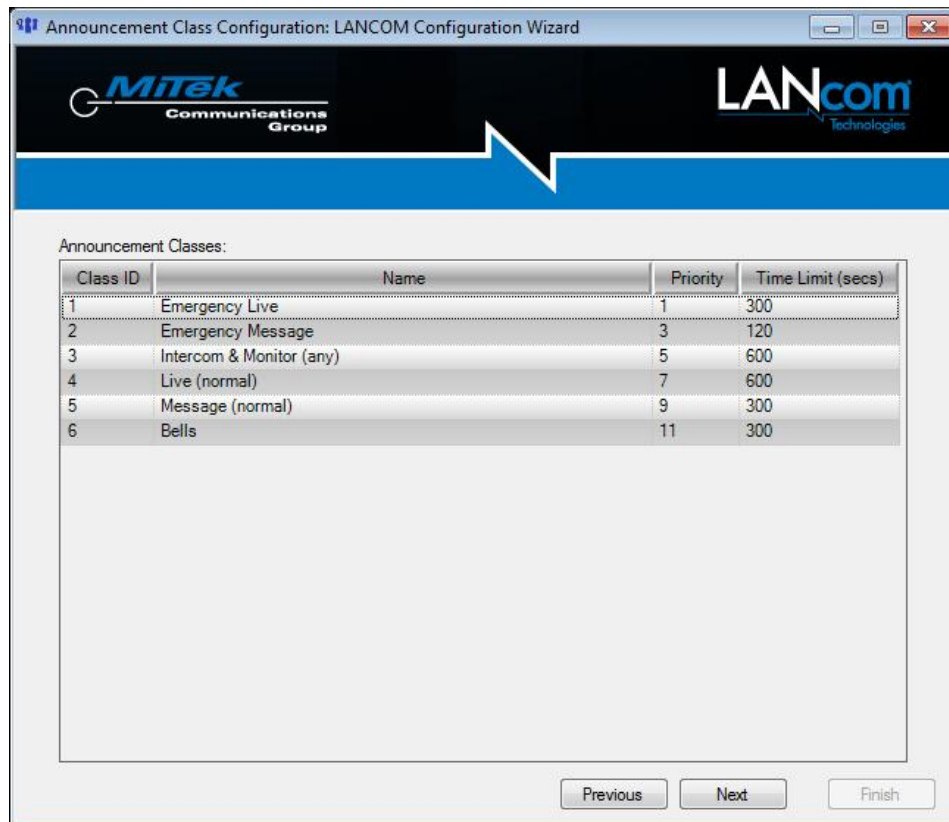 Announcement Class Configuration: LANCOM Configuration Wizard
MiTek
Communications
Group
LANcom
Technologies
Announcement Classes:
Class ID Name Priority Time Limit (secs)
1 Emergency Live 1 300
2 Emergency Message 3 120
3 Intercom & Monitor (any) 5 600
4 Live (normal) 7 600
5 Message (normal) 9 300
6 Bells 11 300
Previous Next Finish